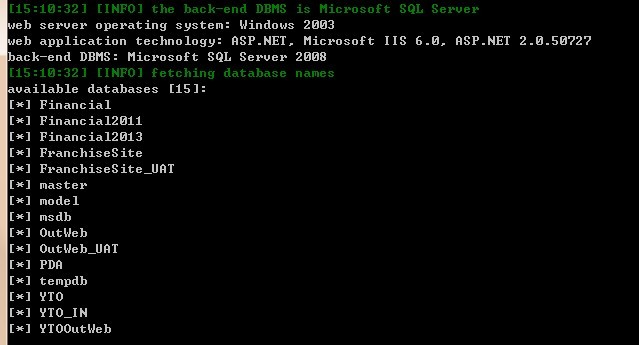 [15:10:32] [INFO] the back-end DBMS is Microsoft SQL Server
web server operating system: Windows 2003
web application technology: ASP.NET, Microsoft IIS 6.0, ASP.NET 2.0.50727
back-end DBMS: Microsoft SQL Server 2008
[15:10:32] [INFO] fetching database names
available databases [15]:
[*] Financial
[*] Financial2011
[*] Financial2013
[*] FranchiseSite
[*] FranchiseSite_UAT
[*] master
[*] model
[*] msdb
[*] OutWeb
[*] OutWeb_UAT
[*] PDA
[*] tempdb
[*] YTO
[*] YTO_IN
[*] YTOOutWeb